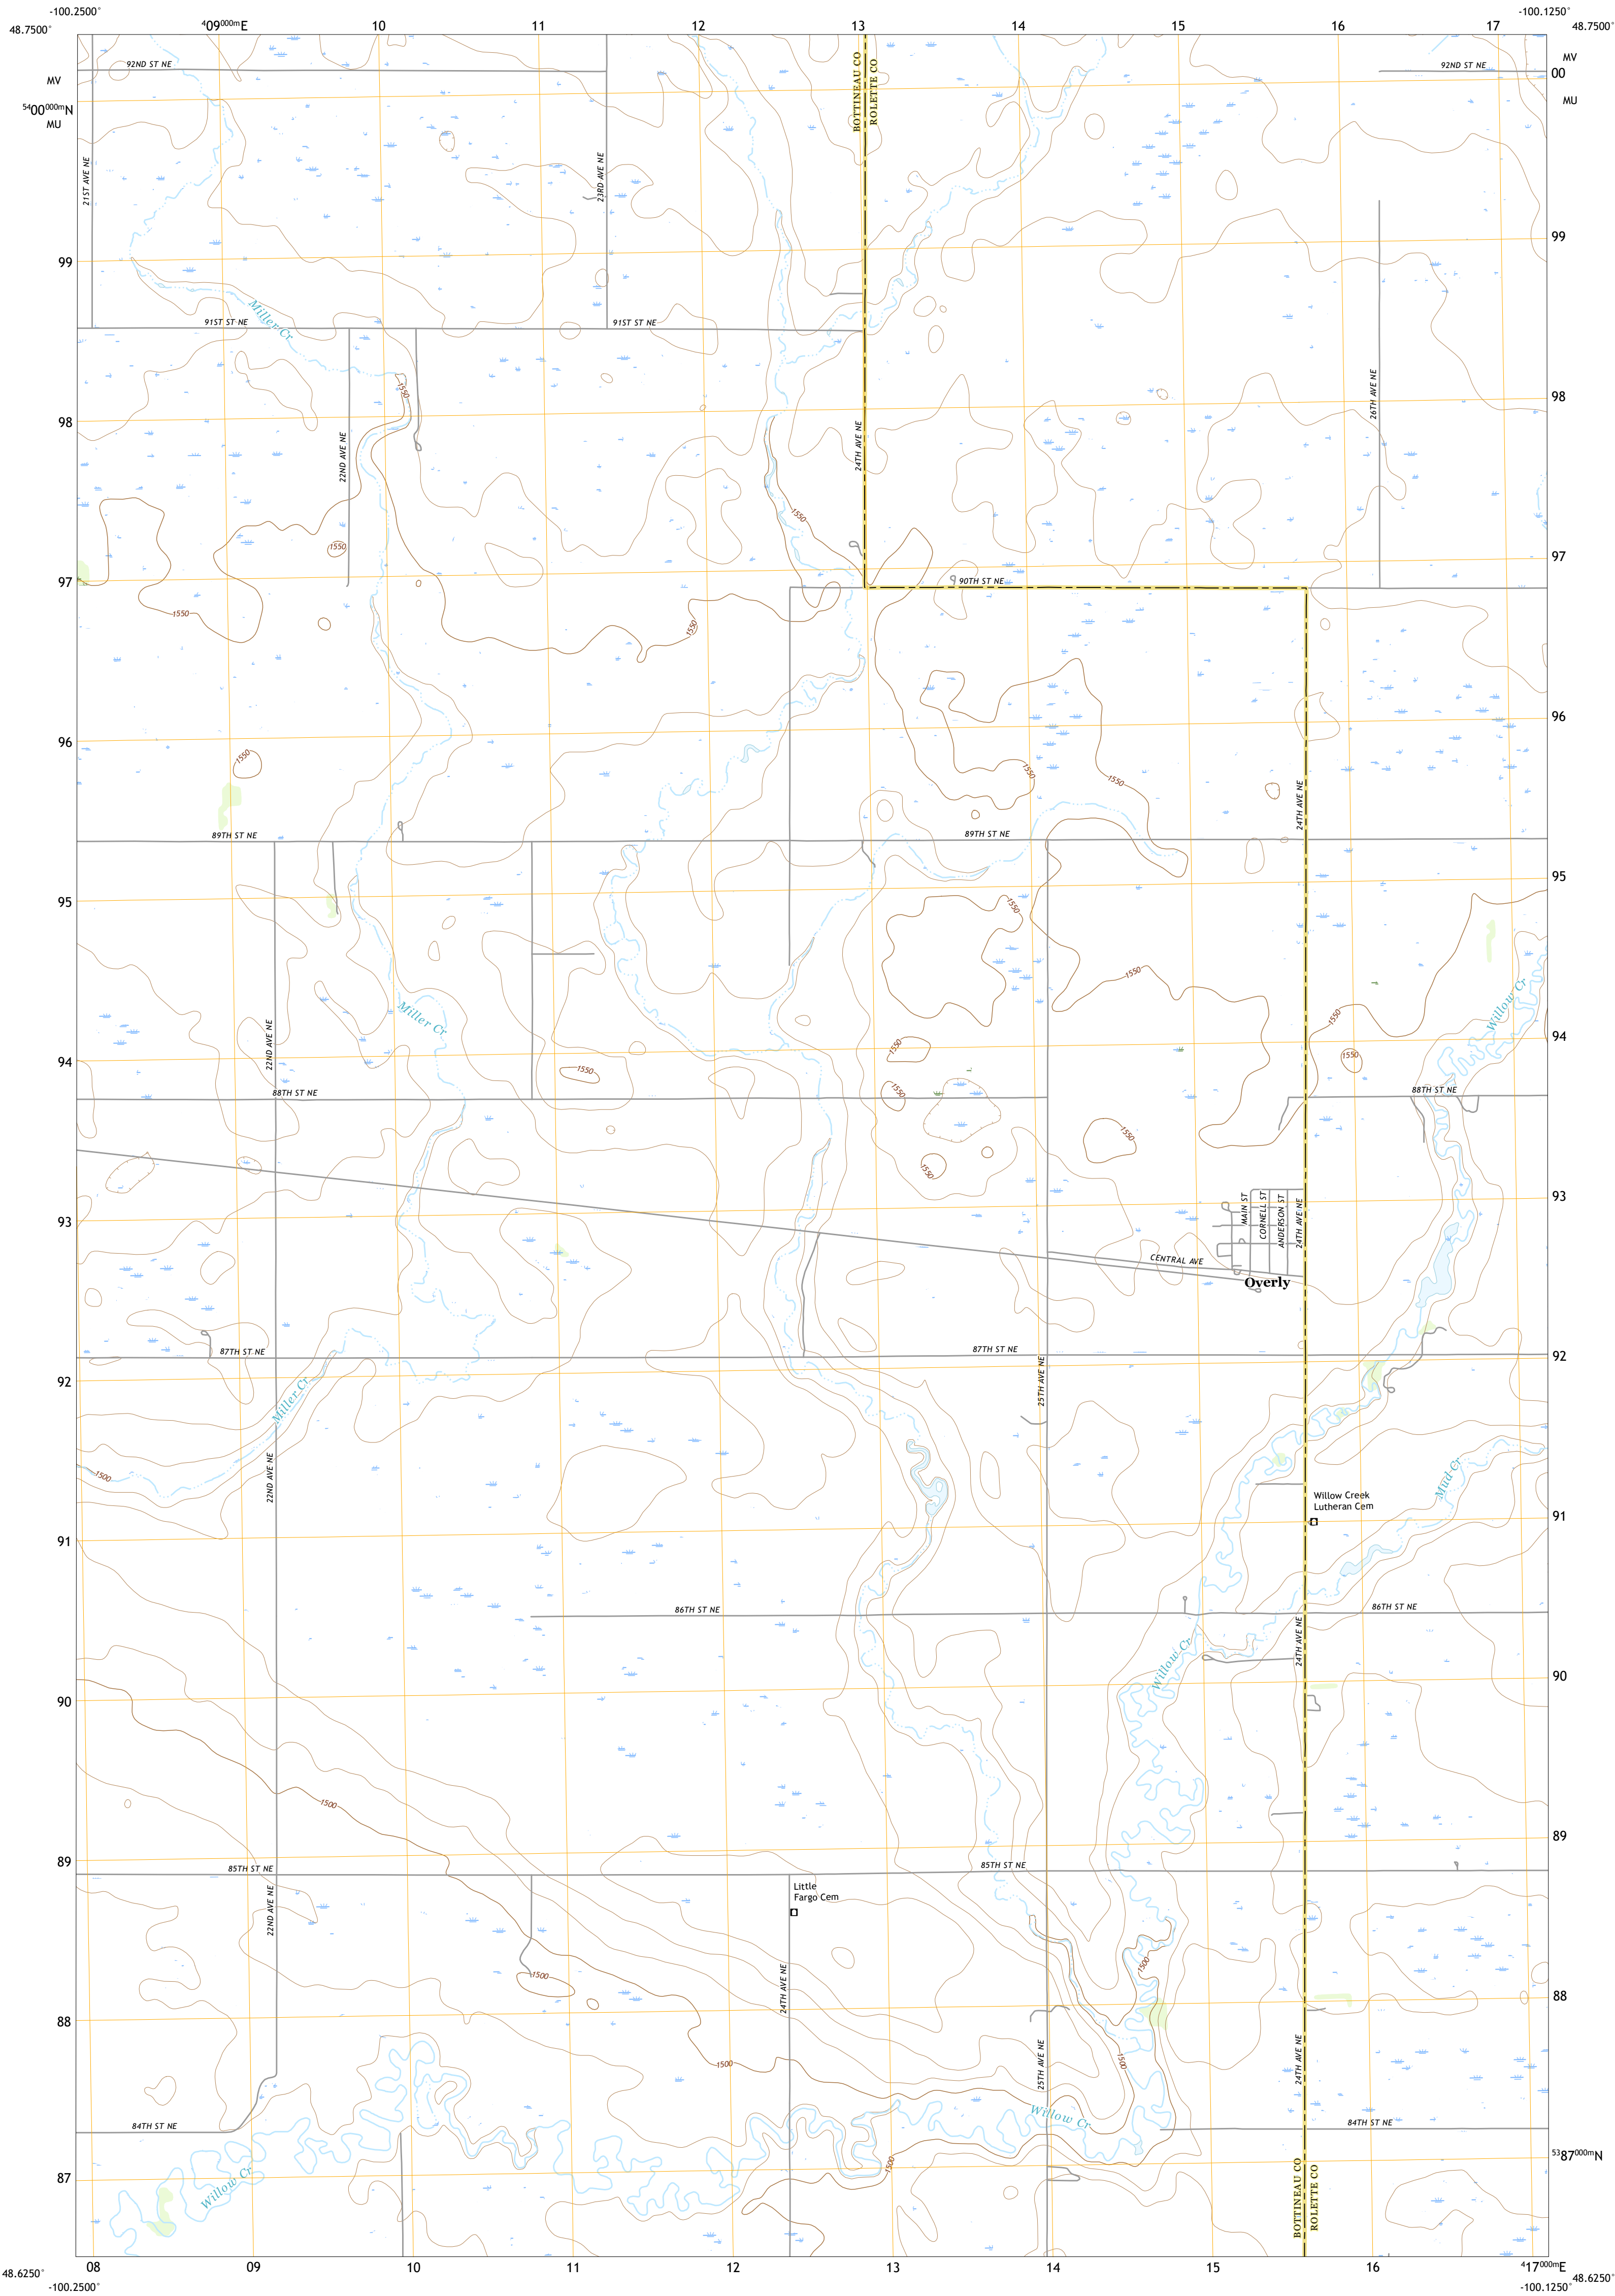 -100.2500°
-100.1250°
48.7500°
⁴09⁰⁰⁰ᵐE
10
11
12
13
14
15
16
17
48.7500°
92ND ST NE
92ND ST NE
MV
MV
00
⁵⁴00⁰⁰⁰ᵐN
MU
MU
BOTTINEAU CO
ROLETTE CO
21ST AVE NE
23RD AVE NE
99
99
Miller Cr
91ST ST NE
91ST ST NE
1550
26TH AVE NE
98
98
22ND AVE NE
24TH AVE NE
1550
1550
97
97
90TH ST NE
1550
1550
96
96
1550
1550
1550
24TH AVE NE
89TH ST NE
89TH ST NE
95
95
1550
1550
Willow Cr
Miller Cr
1550
22ND AVE NE
94
94
1550
1550
1550
88TH ST NE
1550
88TH ST NE
1550
1550
93
93
MAIN ST
CORNELL ST
ANDERSON ST
24TH AVE NE
CENTRAL AVE
Overly
87TH ST NE
87TH ST NE
92
92
25TH AVE NE
Miller Cr
1500
22ND AVE NE
Mud Cr
Willow Creek
Lutheran Cem
91
91
86TH ST NE
86TH ST NE
24TH AVE NE
Willow Cr
90
90
1500
89
89
85TH ST NE
85TH ST NE
Little
Fargo Cem
22ND AVE NE
1500
1500
24TH AVE NE
88
88
1500
1500
25TH AVE NE
24TH AVE NE
Willow Cr
84TH ST NE
84TH ST NE
1500
⁵³87⁰⁰⁰ᵐN
87
Willow Cr
BOTTINEAU CO
ROLETTE CO
48.6250°
08
09
10
11
12
13
14
15
16
⁴17⁰⁰⁰ᵐE
48.6250°
-100.2500°
-100.1250°